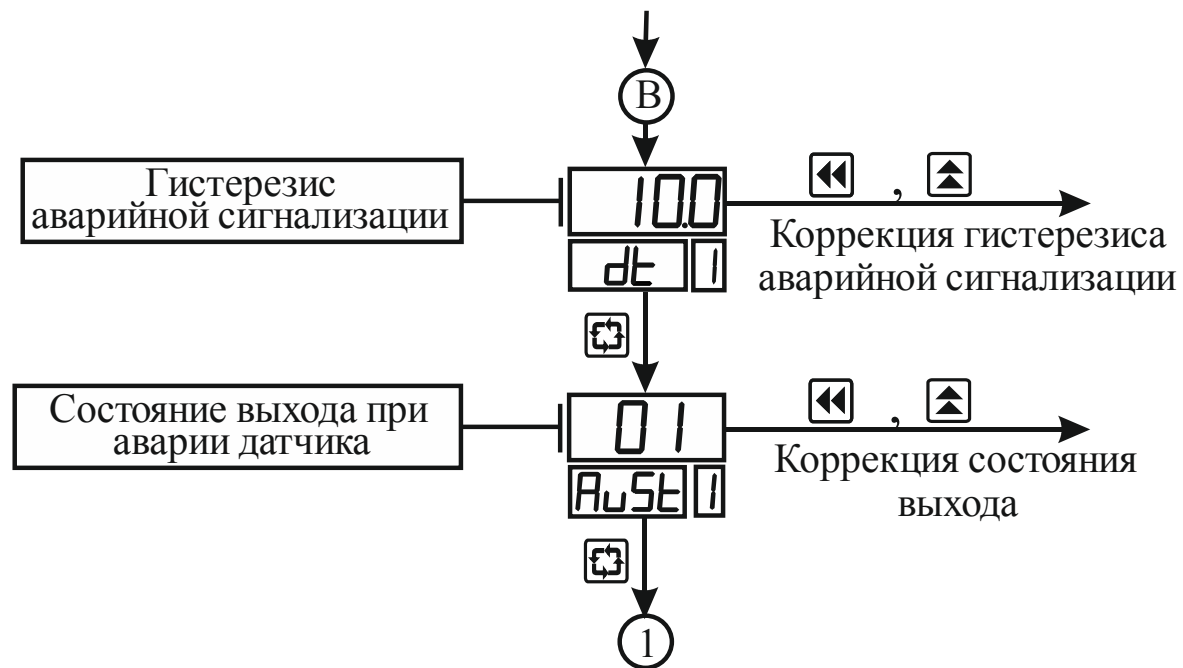 В
Гистерезис
аварийной сигнализации
10.0
,
Коррекция гистерезиса
аварийной сигнализации
dt 1
Состояние выхода при
аварии датчика
01
,
Коррекция состояния
выхода
AuSt 1
1